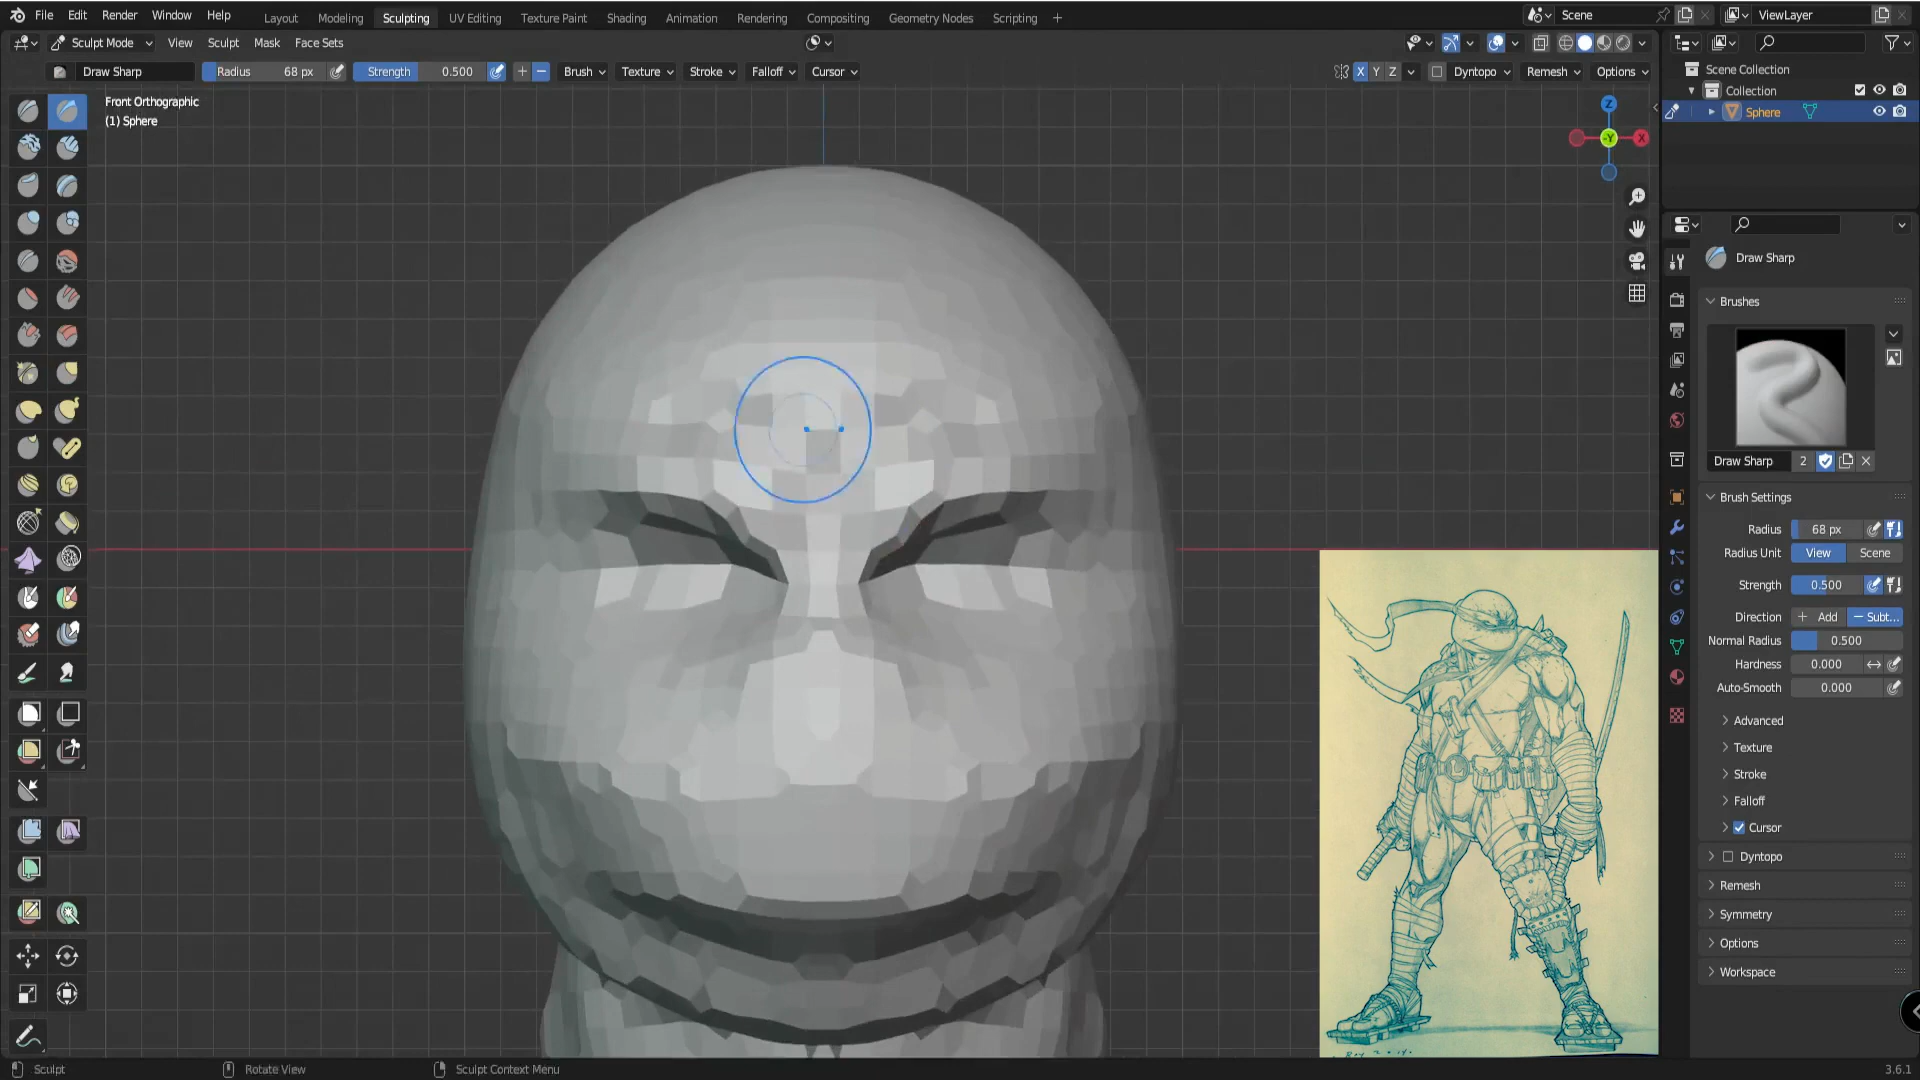 File Edit Render Window Help Layout Modeling Sculpting UV Editing Texture Paint Shading Animation Rendering Compositing Geometry Nodes Scripting + Scene ViewLayer
Sculpt Mode View Sculpt Mask Face Sets
Draw Sharp Radius 68 px Strength 0.500 Brush Texture Stroke Falloff Cursor X Y Z Dyntopo Remesh Options
Front Orthographic
(1) Sphere
Z
-Y
X
Scene Collection
Collection
Sphere
Draw Sharp
Brushes
Draw Sharp 2
Brush Settings
Radius 68 px
Radius Unit View Scene
Strength 0.500
Direction + Add − Subt...
Normal Radius 0.500
Hardness 0.000
Auto-Smooth 0.000
Advanced
Texture
Stroke
Falloff
Cursor
Dyntopo
Remesh
Symmetry
Options
Workspace
Sculpt Rotate View Sculpt Context Menu 3.6.1